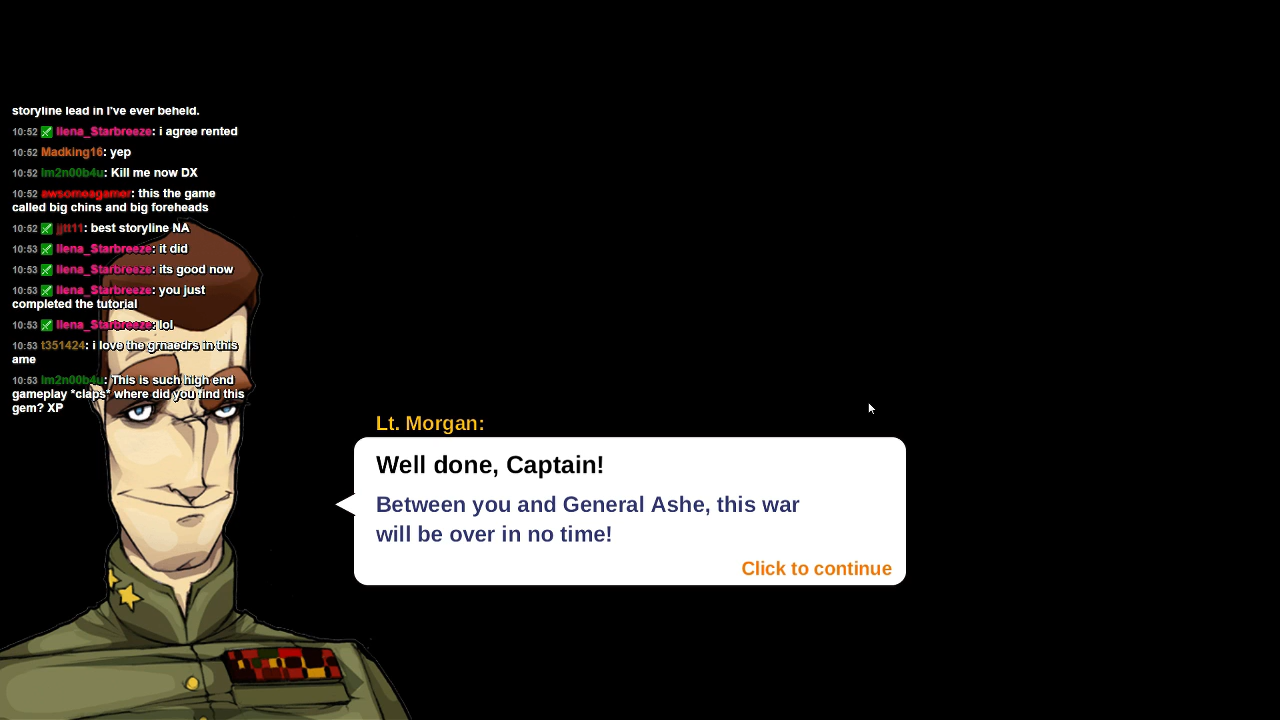 storyline lead in I've ever beheld.
10:52 Ilena_Starbreeze: i agree rented
10:52 Madking16: yep
10:52 Im2n00b4u: Kill me now DX
10:52 awsomeagamer: this the game
called big chins and big foreheads
10:52 jjtt11: best storyline NA
10:53 Ilena_Starbreeze: it did
10:53 Ilena_Starbreeze: its good now
10:53 Ilena_Starbreeze: you just
completed the tutorial
10:53 Ilena_Starbreeze: lol
10:53 t351424: i love the grnaedrs in this
ame
10:53 Im2n00b4u: This is such high end
gameplay *claps* where did you find this
gem? XP
Lt. Morgan:
Well done, Captain!
Between you and General Ashe, this war
will be over in no time!
Click to continue